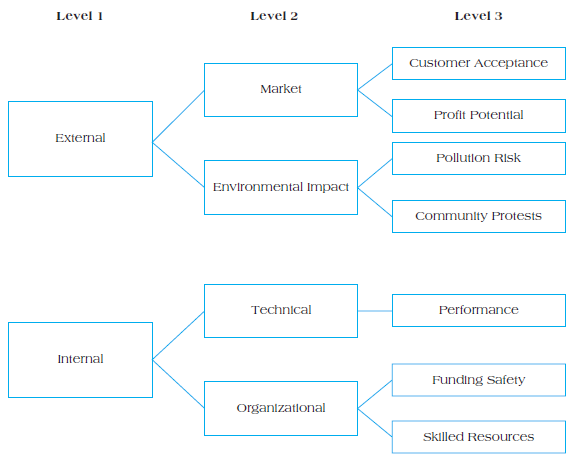 Level 1
Level 2
Level 3
External
Market
Customer Acceptance
Profit Potential
Environmental Impact
Pollution Risk
Community Protests
Internal
Technical
Performance
Organizational
Funding Safety
Skilled Resources